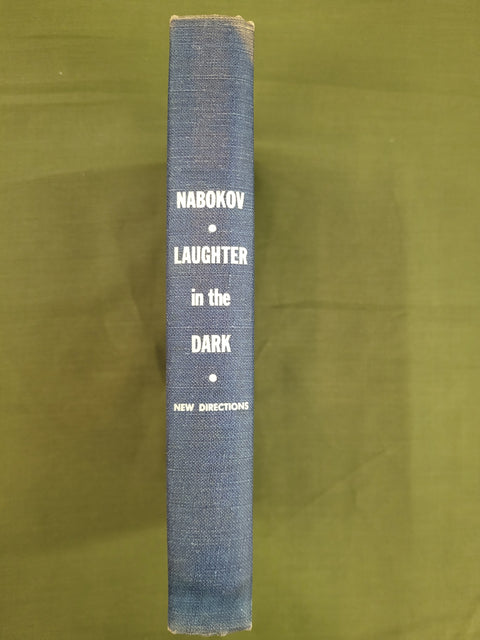 NABOKOV
•
LAUGHTER
in the
DARK
•
NEW DIRECTIONS